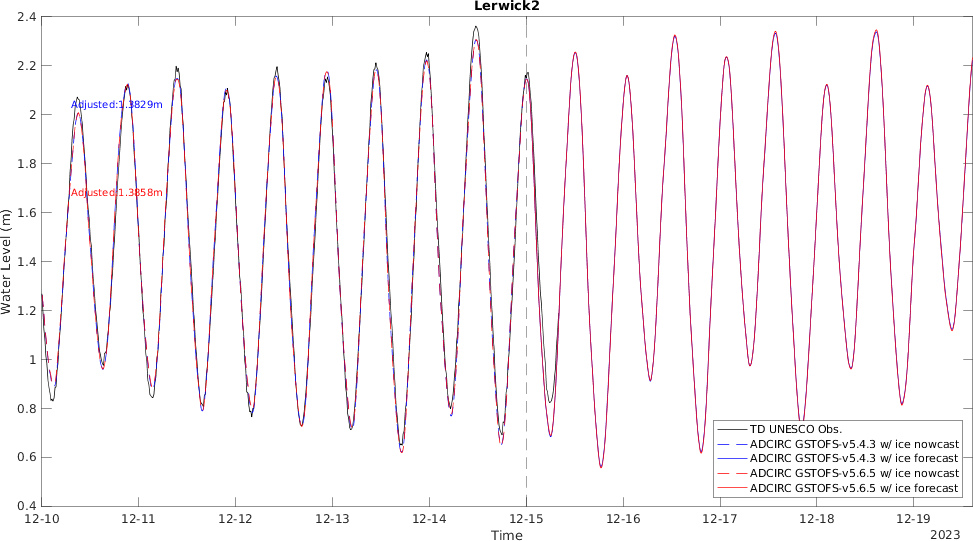 Lerwick2
2.4
2.2
2
1.8
1.6
1.4
1.2
1
0.8
0.6
0.4
Water Level (m)
Adjusted:1.3829m
Adjusted:1.3858m
TD UNESCO Obs.
ADCIRC GSTOFS-v5.4.3 w/ ice nowcast
ADCIRC GSTOFS-v5.4.3 w/ ice forecast
ADCIRC GSTOFS-v5.6.5 w/ ice nowcast
ADCIRC GSTOFS-v5.6.5 w/ ice forecast
12-10 12-11 12-12 12-13 12-14 12-15 12-16 12-17 12-18 12-19
Time
2023